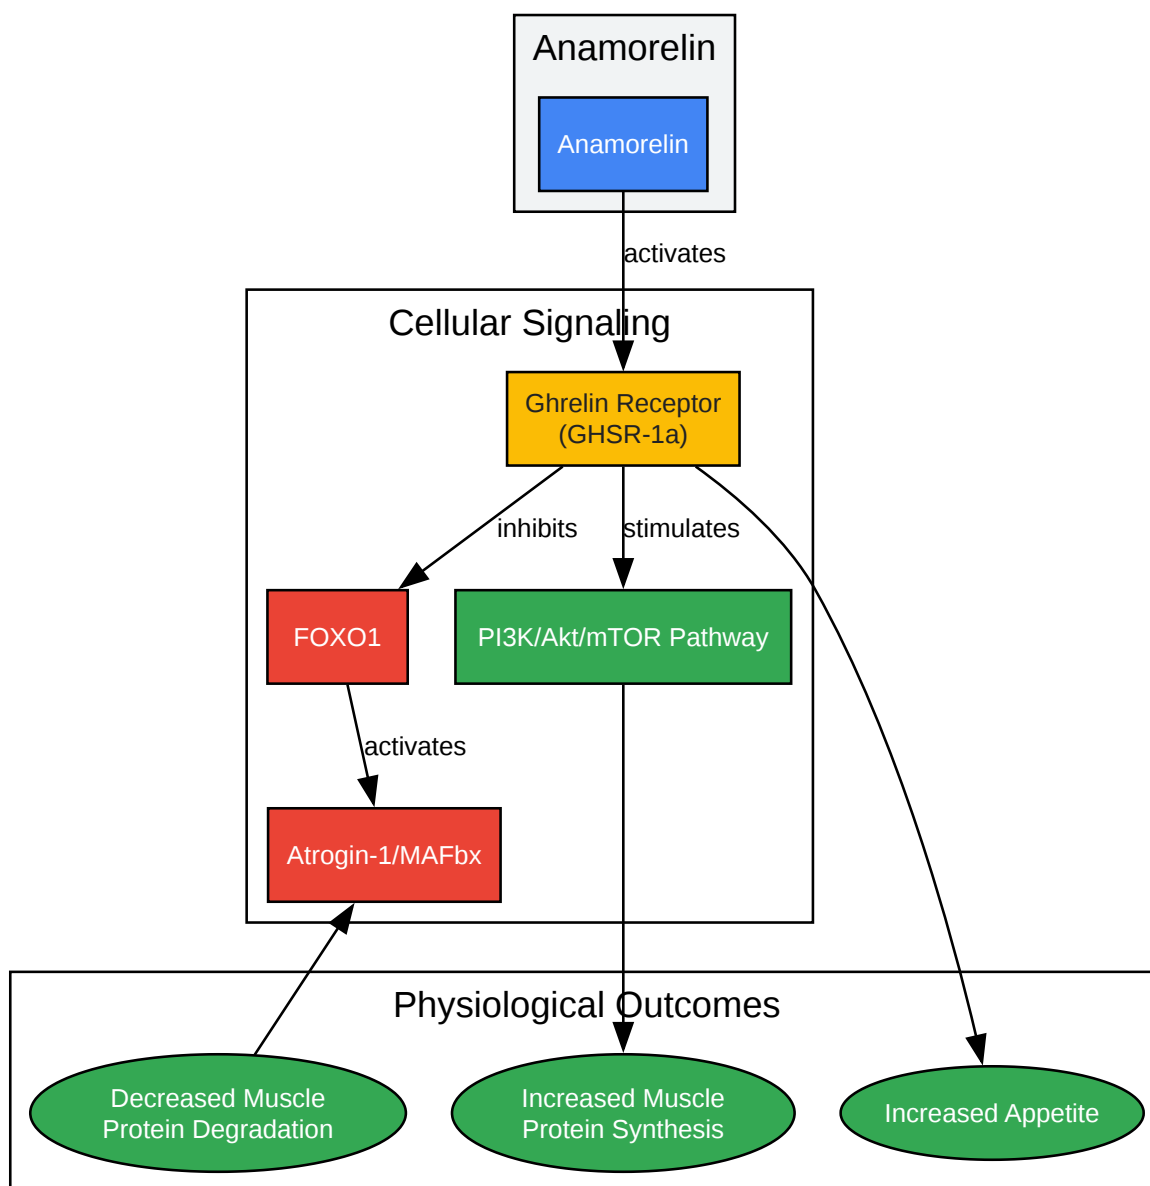 Anamorelin
Anamorelin
activates
Cellular Signaling
Ghrelin Receptor
(GHSR-1a)
inhibits
stimulates
FOXO1
PI3K/Akt/mTOR Pathway
activates
Atrogin-1/MAFbx
Physiological Outcomes
Decreased Muscle
Protein Degradation
Increased Muscle
Protein Synthesis
Increased Appetite